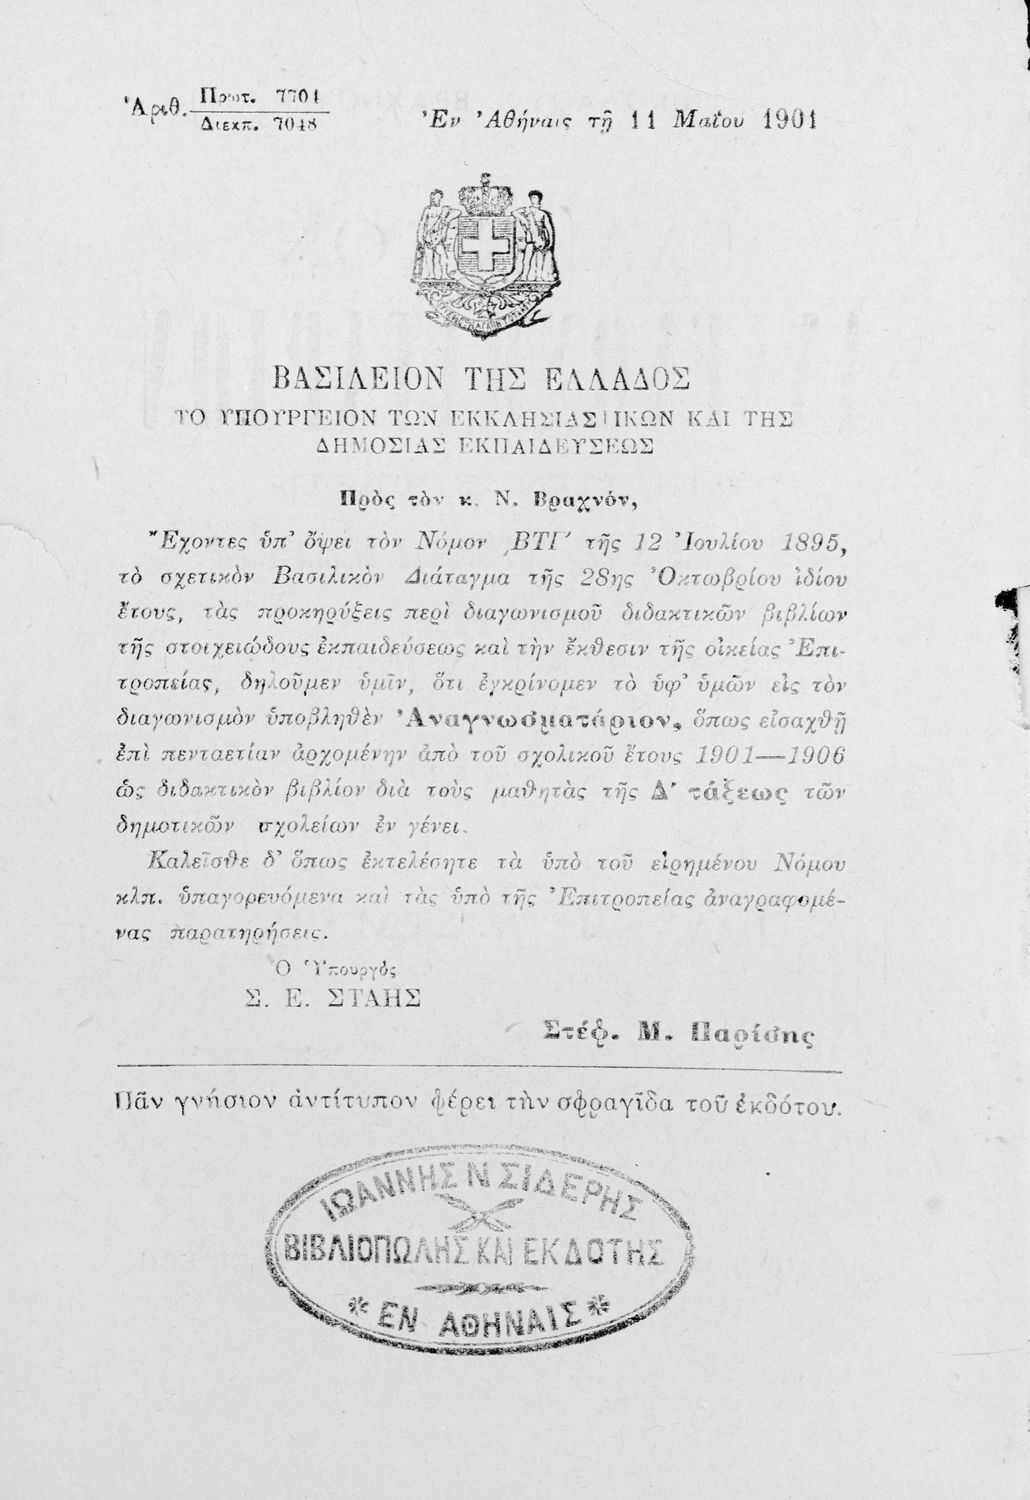 Ἀριθ. Πρωτ. 7701
Διεκπ. 7048
Ἐν Ἀθήναις τῇ 11 Μαΐου 1901
ΒΑΣΙΛΕΙΟΝ ΤΗΣ ΕΛΛΑΔΟΣ
ΤΟ ΥΠΟΥΡΓΕΙΟΝ ΤΩΝ ΕΚΚΛΗΣΙΑΣΤΙΚΩΝ ΚΑΙ ΤΗΣ
ΔΗΜΟΣΙΑΣ ΕΚΠΑΙΔΕΥΣΕΩΣ
Πρὸς τὸν κ. Ν. Βραχνόν,
Ἔχοντες ὑπ' ὄψει τὸν Νόμον ͵ΒΤΓ' τῆς 12 Ἰουλίου 1895,
τὸ σχετικὸν Βασιλικὸν Διάταγμα τῆς 28ης Ὀκτωβρίου ἰδίου
ἔτους, τὰς προκηρύξεις περὶ διαγωνισμοῦ διδακτικῶν βιβλίων
τῆς στοιχειώδους ἐκπαιδεύσεως καὶ τὴν ἔκθεσιν τῆς οἰκείας Ἐπι-
τροπείας, δηλοῦμεν ὑμῖν, ὅτι ἐγκρίνομεν τὸ ὑφ' ὑμῶν εἰς τὸν
διαγωνισμὸν ὑποβληθὲν Ἀναγνωσματάριον, ὅπως εἰσαχθῇ
ἐπὶ πενταετίαν ἀρχομένην ἀπὸ τοῦ σχολικοῦ ἔτους 1901—1906
ὡς διδακτικὸν βιβλίον διὰ τοὺς μαθητὰς τῆς Δ' τάξεως τῶν
δημοτικῶν σχολείων ἐν γένει.
Καλεῖσθε δ' ὅπως ἐκτελέσητε τὰ ὑπὸ τοῦ εἰρημένου Νόμου
κλπ. ὑπαγορευόμενα καὶ τὰς ὑπὸ τῆς Ἐπιτροπείας ἀναγραφομέ-
νας παρατηρήσεις.
Ὁ Ὑπουργὸς
Σ. Ε. ΣΤΑΗΣ
Στέφ. Μ. Παρίσης
Πᾶν γνήσιον ἀντίτυπον φέρει τὴν σφραγῖδα τοῦ ἐκδότου.
ΙΩΑΝΝΗΣ Ν ΣΙΔΕΡΗΣ
ΒΙΒΛΙΟΠΩΛΗΣ ΚΑΙ ΕΚΔΟΤΗΣ
* ΕΝ ΑΘΗΝΑΙΣ *